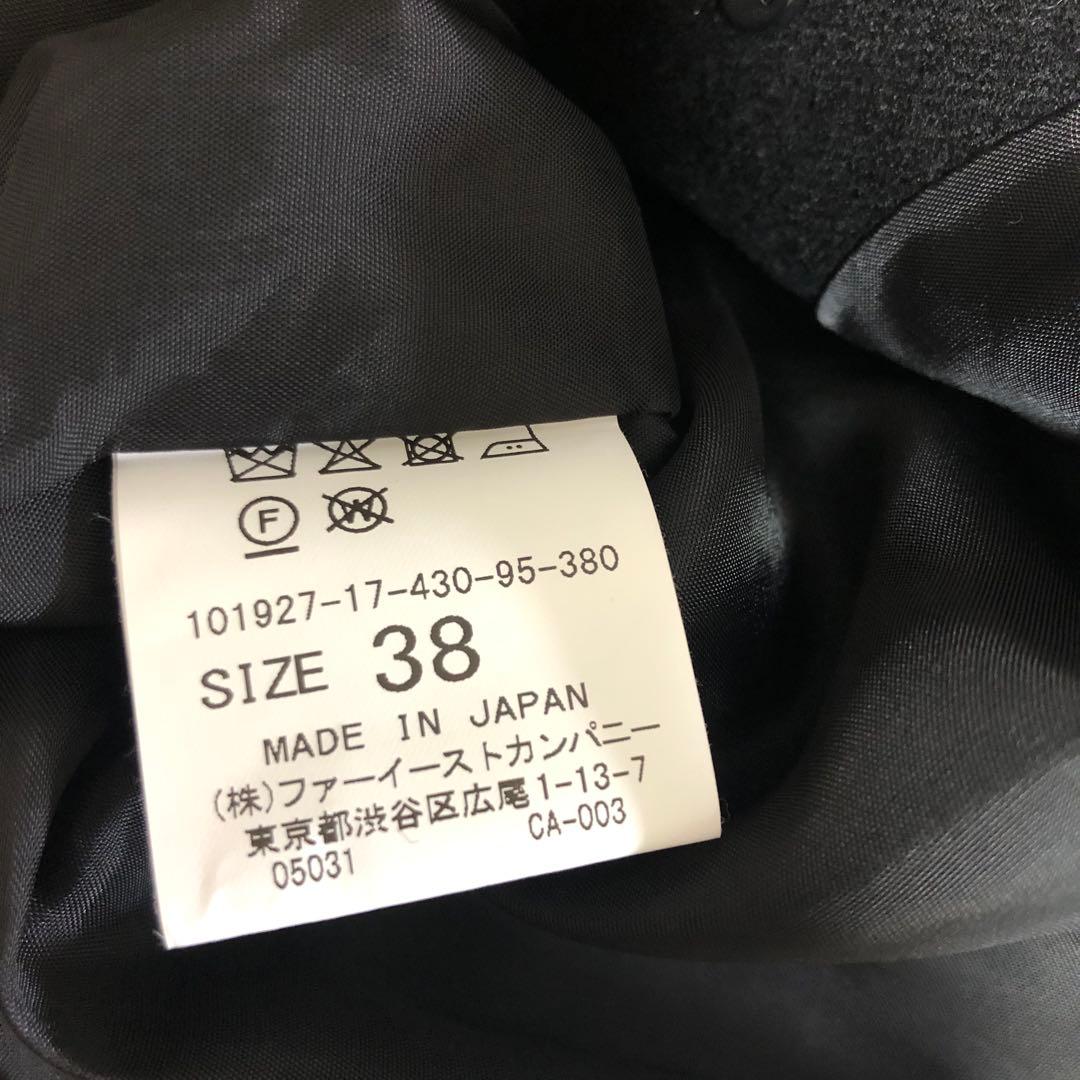 F
W
101927-17-430-95-380
SIZE 38
MADE IN JAPAN
(株)ファーイーストカンパニー
東京都渋谷区広尾1-13-7
05031 CA-003